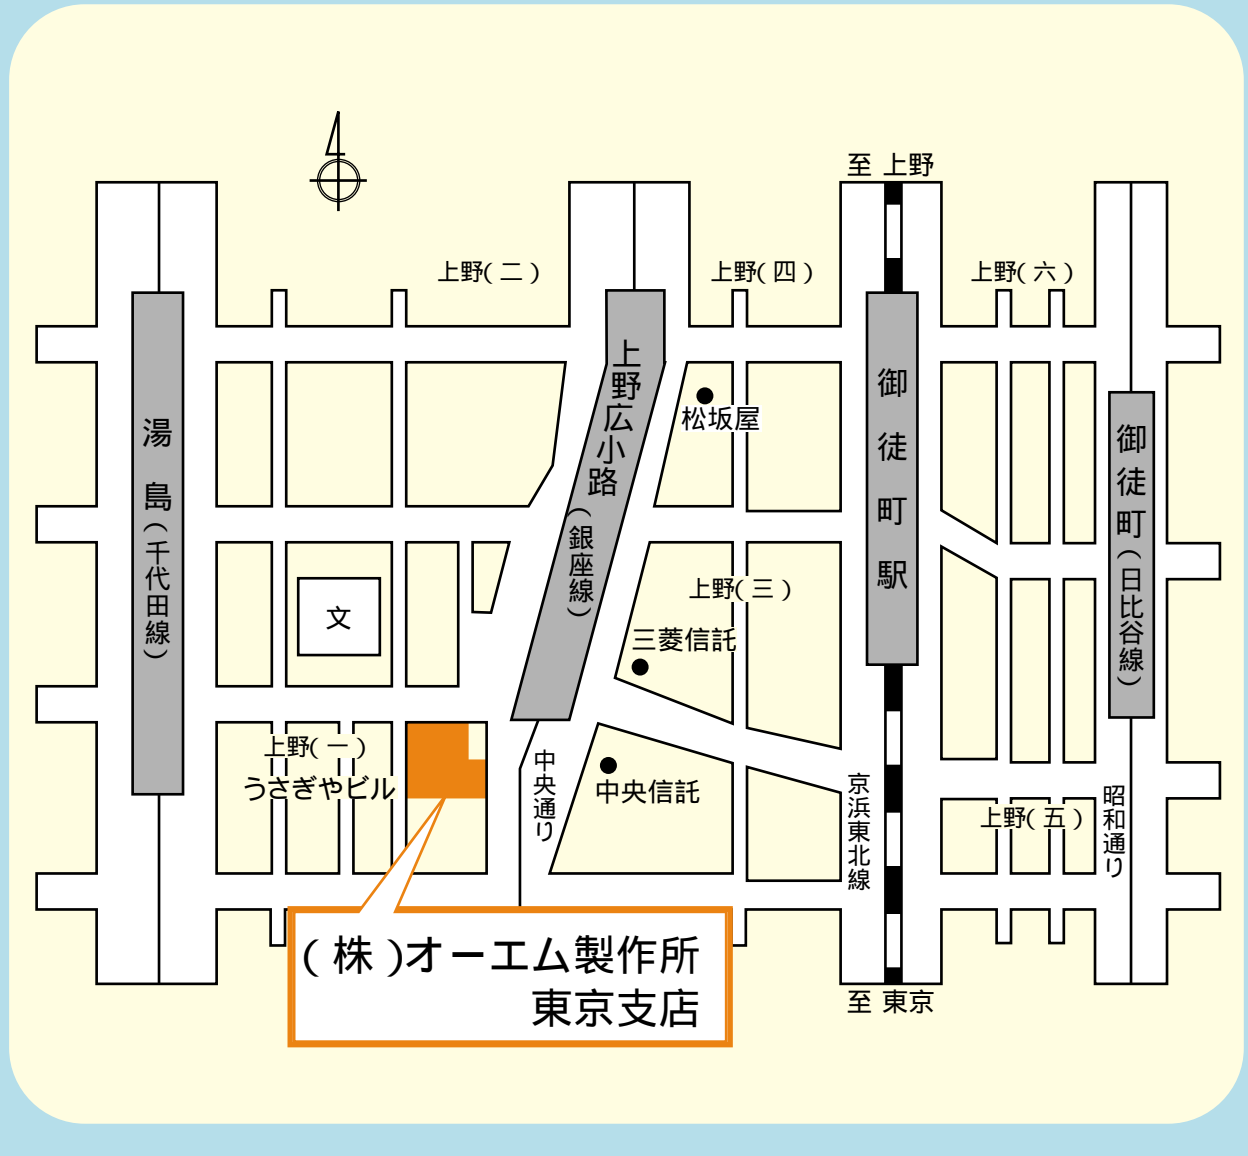 至 上野
上野(二)
上野(四)
上野(六)
湯島(千代田線)
上野広小路(銀座線)
松坂屋
御徒町駅
御徒町(日比谷線)
文
上野(三)
三菱信託
上野(一)
うさぎやビル
中央通り
中央信託
京浜東北線
上野(五)
昭和通り
(株)オーエム製作所
東京支店
至 東京